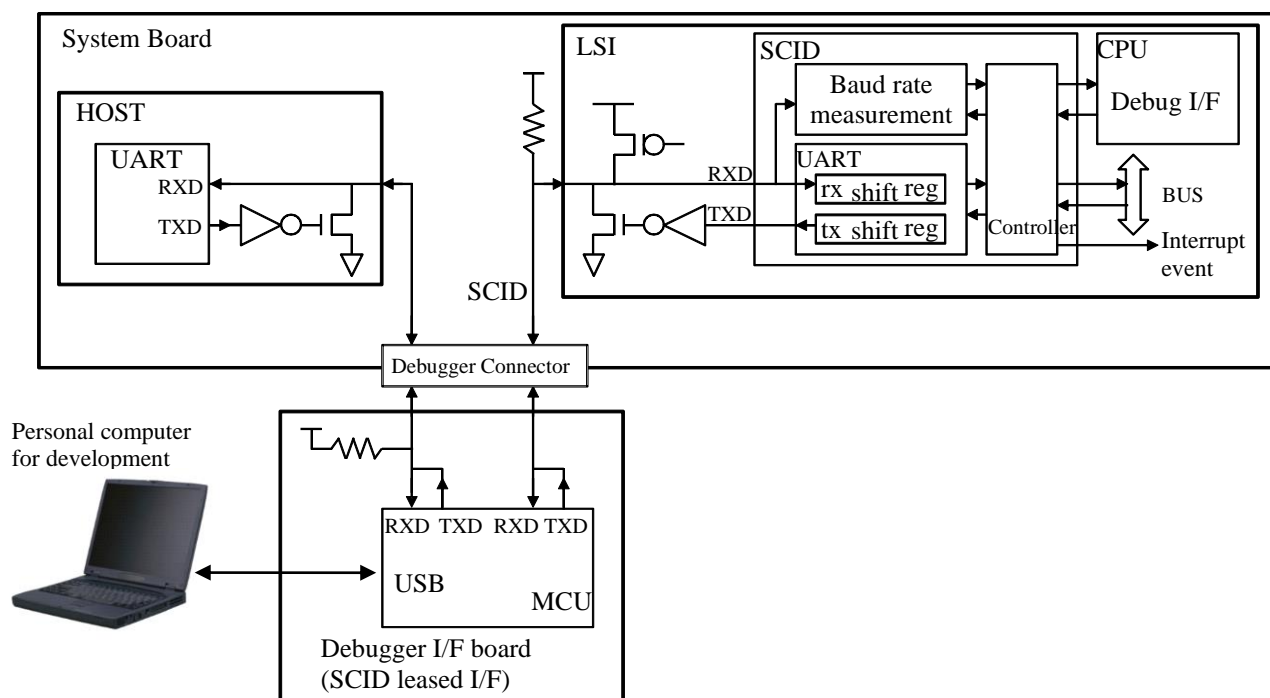 System Board
HOST
UART
RXD
TXD
SCID
LSI
SCID
Baud rate
measurement
UART
RXD
rx shift reg
TXD
tx shift reg
Controller
CPU
Debug I/F
BUS
Interrupt
event
Debugger Connector
Personal computer
for development
RXD TXD RXD TXD
USB
MCU
Debugger I/F board
(SCID leased I/F)